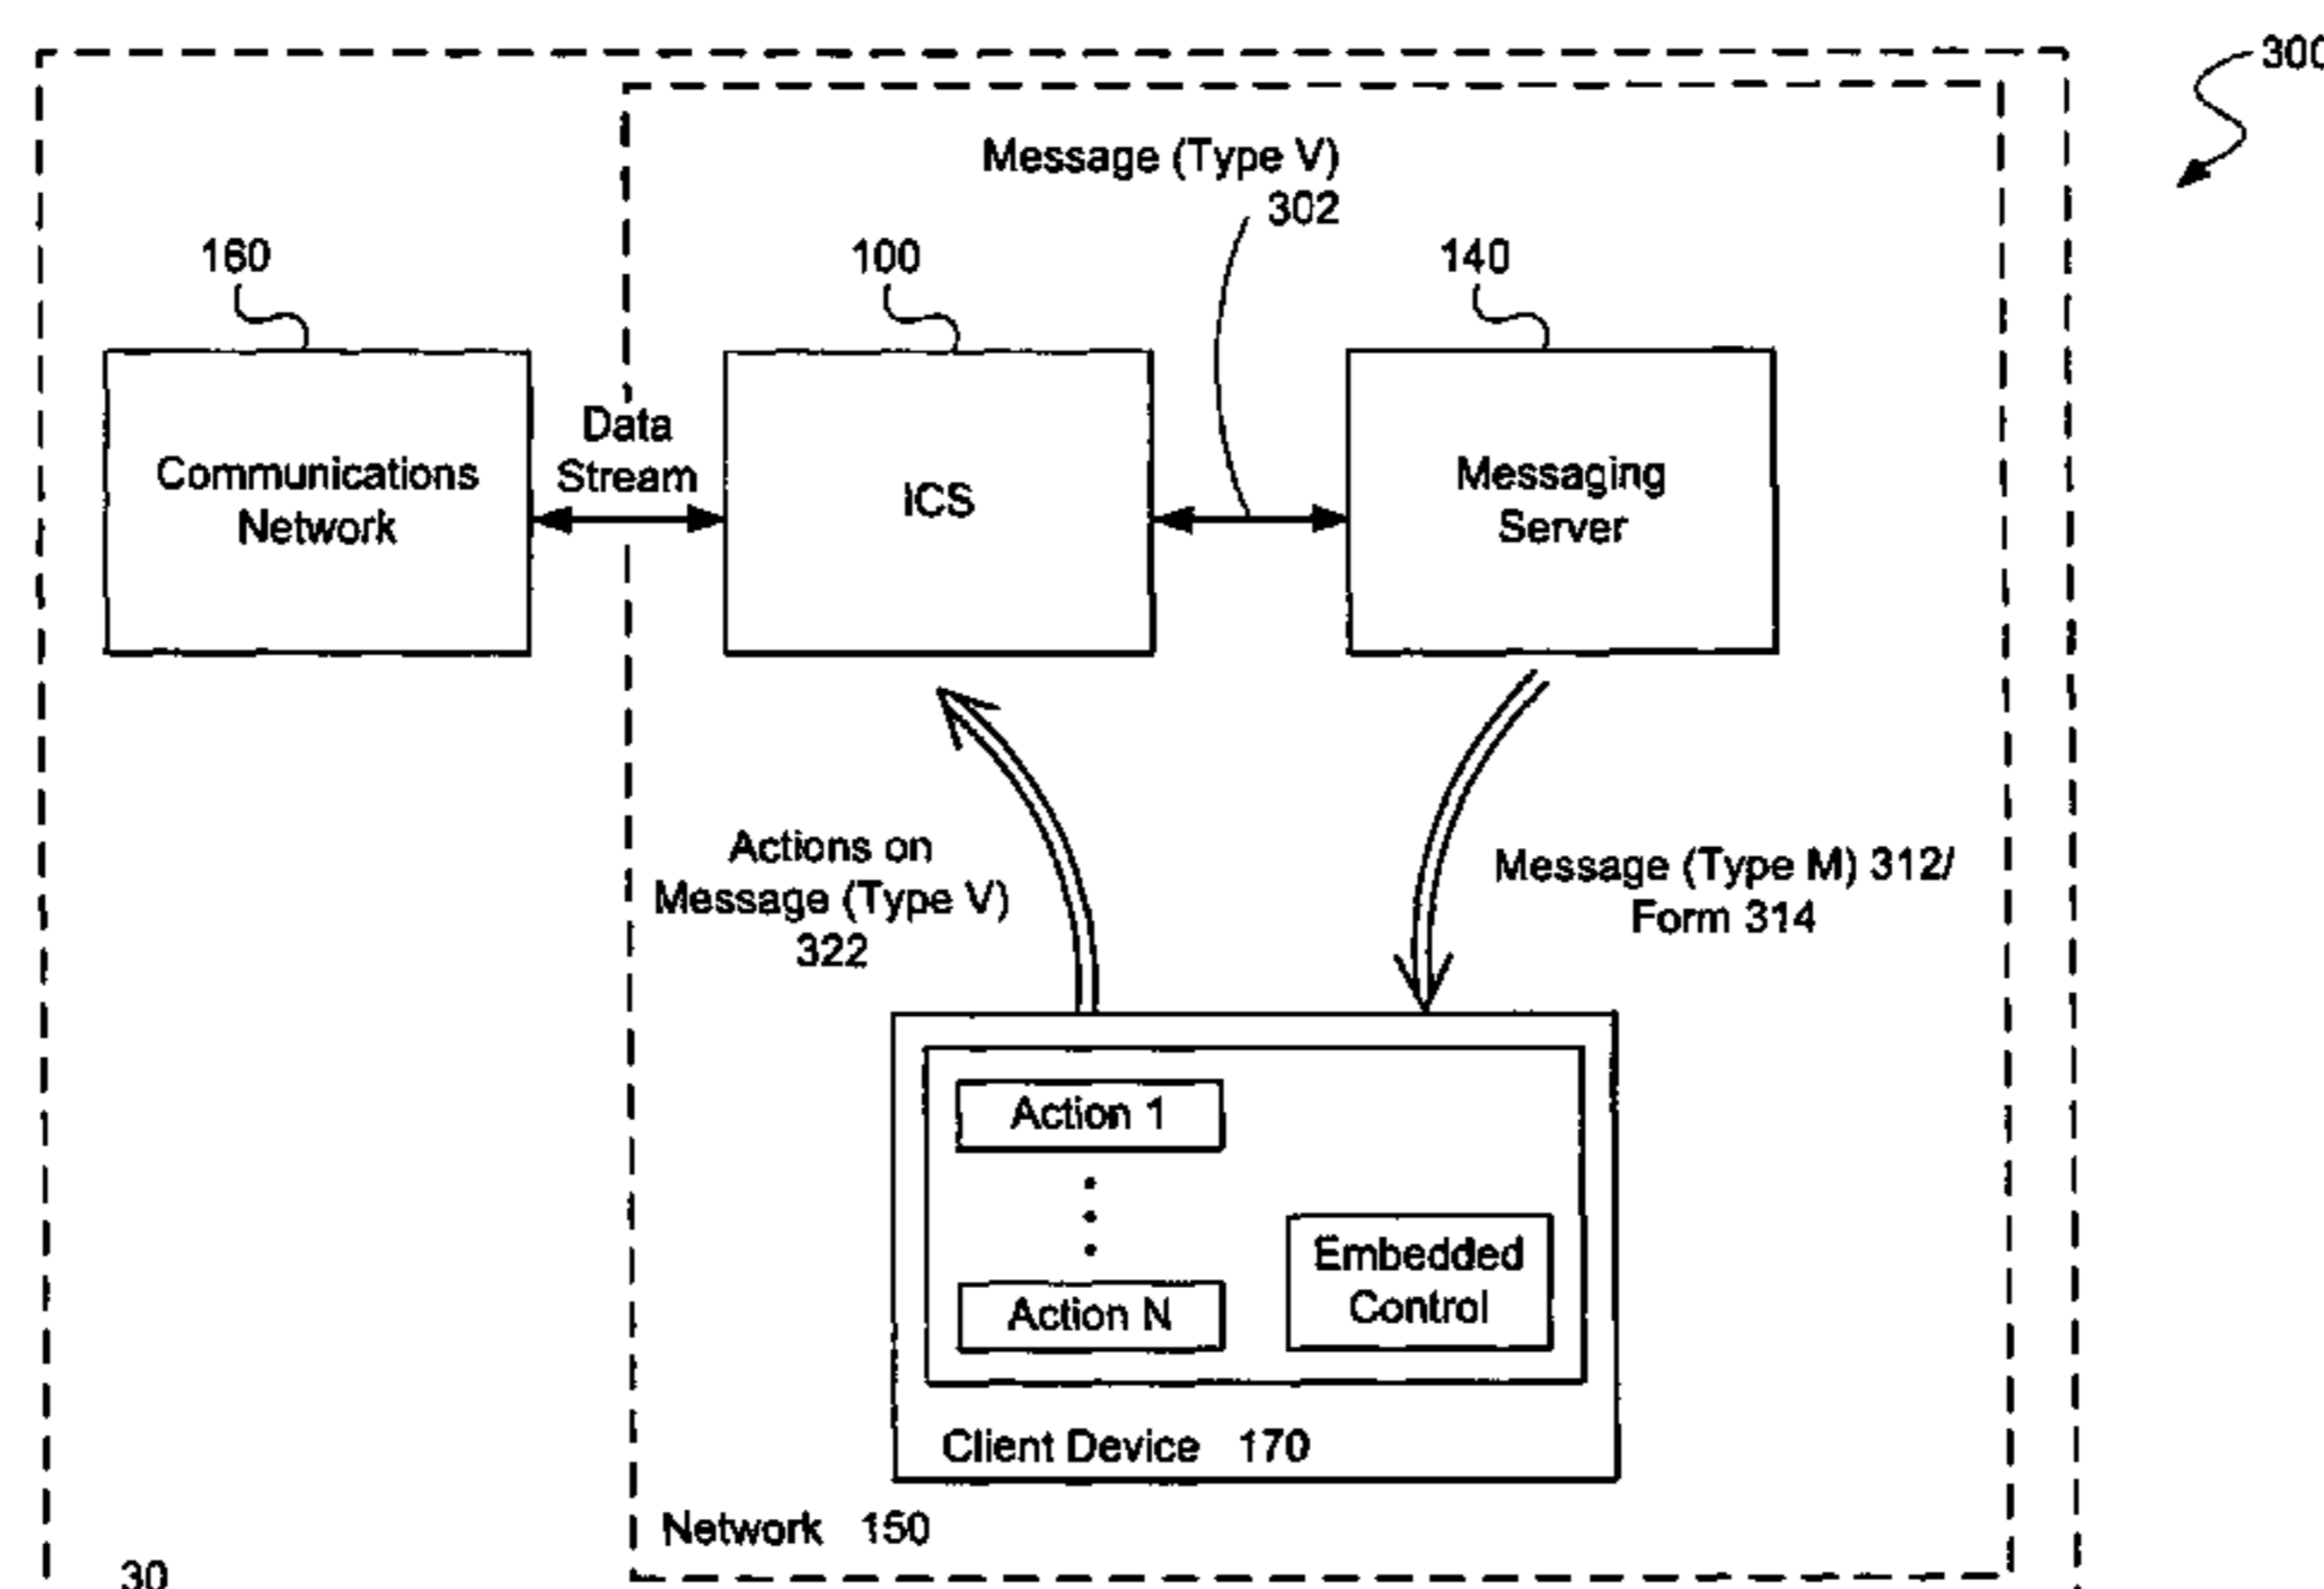 300
Message (Type V)
302
160
100
140
Data
Stream
Communications
Network
ICS
Messaging
Server
Actions on
Message (Type V)
322
Message (Type M) 312/
Form 314
Action 1
Embedded
Control
Action N
Client Device 170
Network 150
30